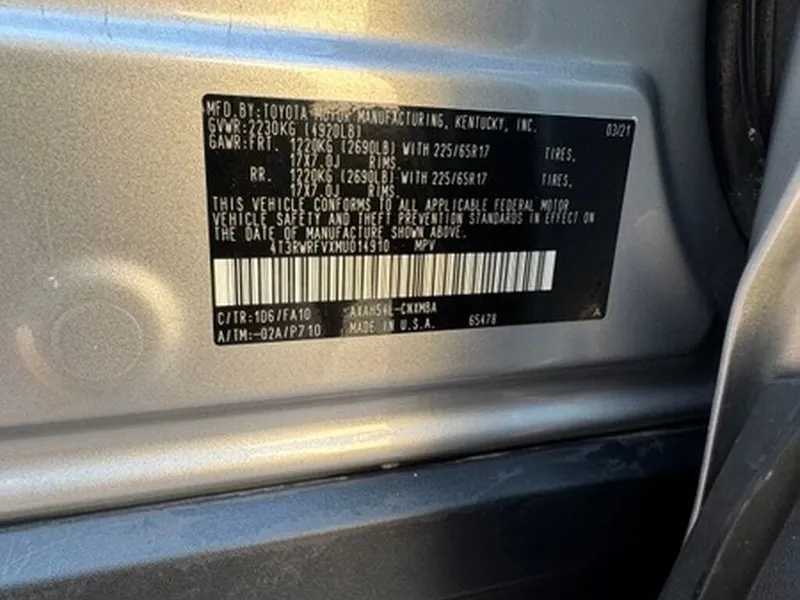 MFD. BY: TOYOTA MOTOR MANUFACTURING, KENTUCKY, INC. 03/21
GVWR: 2230KG (4920LB)
GAWR: FRT. 1220KG (2690LB) WITH 225/65R17 TIRES,
17X7.0J RIMS,
RR. 1220KG (2690LB) WITH 225/65R17 TIRES,
17X7.0J RIMS.
THIS VEHICLE CONFORMS TO ALL APPLICABLE FEDERAL MOTOR
VEHICLE SAFETY AND THEFT PREVENTION STANDARDS IN EFFECT ON
THE DATE OF MANUFACTURE SHOWN ABOVE.
4T3RWRFVXMU014910 MPV
C/TR: 1D6/FA10 AXAH54L-CNXMBA
A/TM: -02A/P710 MADE IN U.S.A. 65478 A